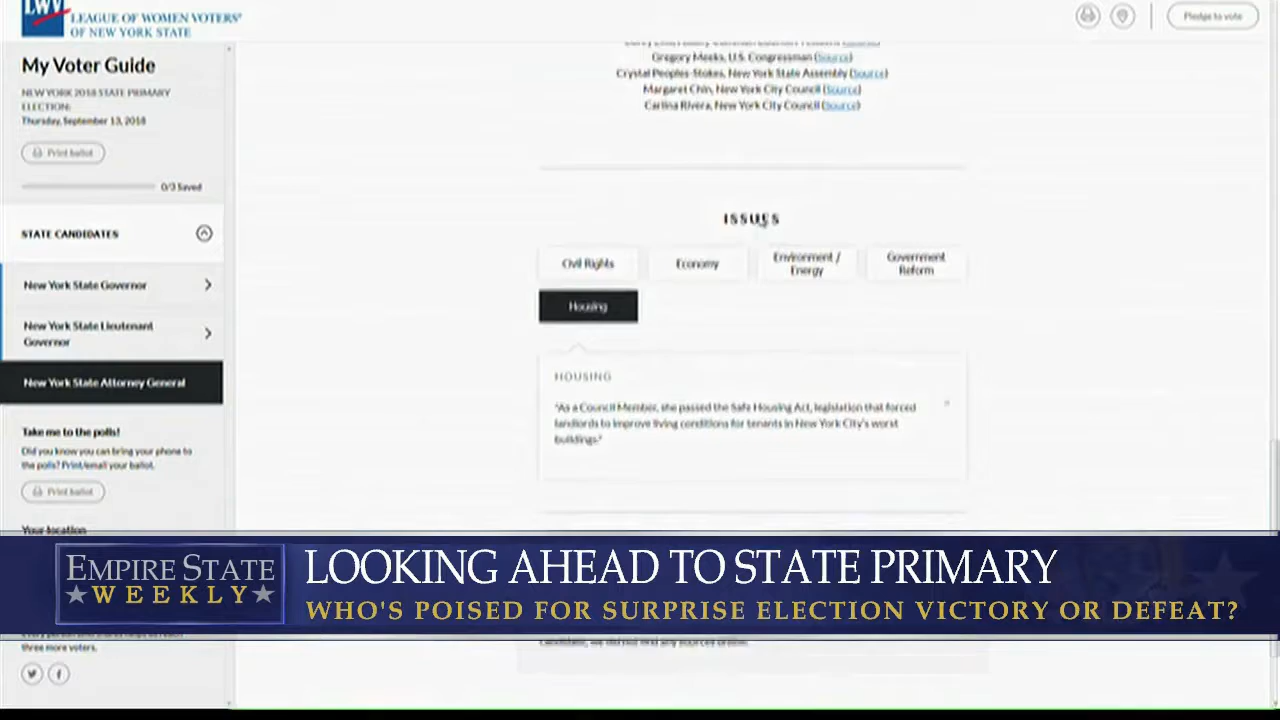 LWV
LEAGUE OF WOMEN VOTERS®
OF NEW YORK STATE
Pledge to vote
My Voter Guide
NEW YORK 2018 STATE PRIMARY
ELECTION:
Thursday, September 13, 2018
Print ballot
0/3 Saved
STATE CANDIDATES
New York State Governor
New York State Lieutenant
Governor
New York State Attorney General
Take me to the polls!
Did you know you can bring your phone to
the polls? Print/email your ballot.
Print ballot
Your location
three more voters.
Gregory Meeks, U.S. Congressman (Source)
Crystal Peoples-Stokes, New York State Assembly (Source)
Margaret Chin, New York City Council (Source)
Carlina Rivera, New York City Council (Source)
ISSUES
Civil Rights
Economy
Environment /
Energy
Government
Reform
Housing
HOUSING
"As a Council Member, she passed the Safe Housing Act, legislation that forced
landlords to improve living conditions for tenants in New York City's worst
buildings."
EMPIRE STATE
WEEKLY
LOOKING AHEAD TO STATE PRIMARY
WHO'S POISED FOR SURPRISE ELECTION VICTORY OR DEFEAT?